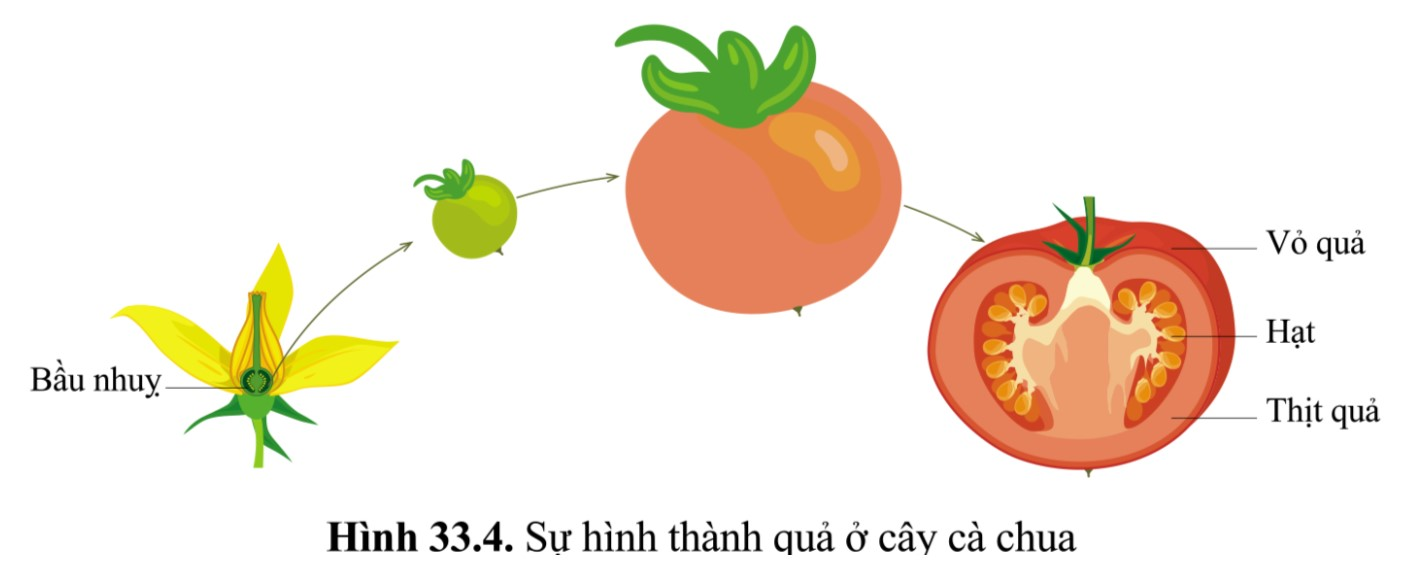 Bầu nhuỵ
Vỏ quả
Hạt
Thịt quả
Hình 33.4. Sự hình thành quả ở cây cà chua